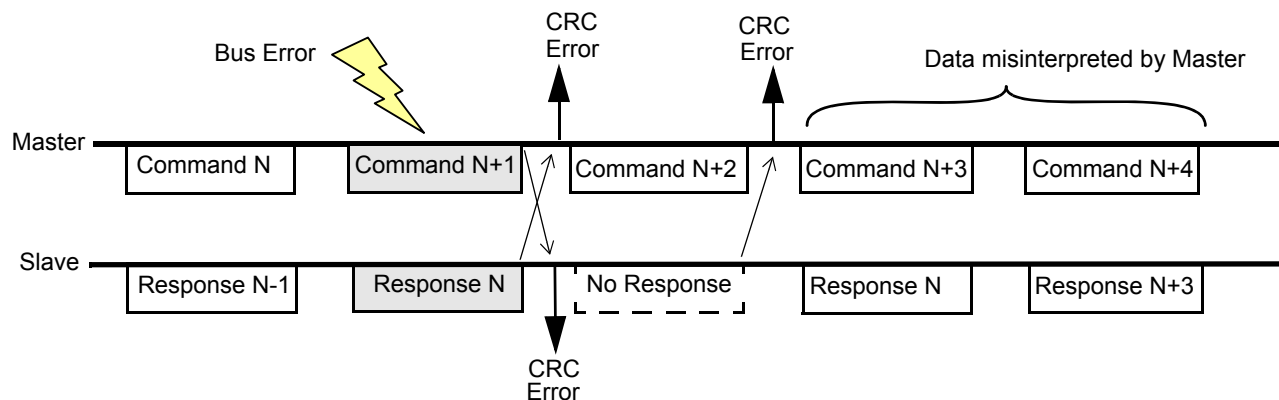 Bus Error
CRC
Error
CRC
Error
Data misinterpreted by Master
Master
Command N
Command N+1
Command N+2
Command N+3
Command N+4
Slave
Response N-1
Response N
No Response
Response N
Response N+3
CRC
Error